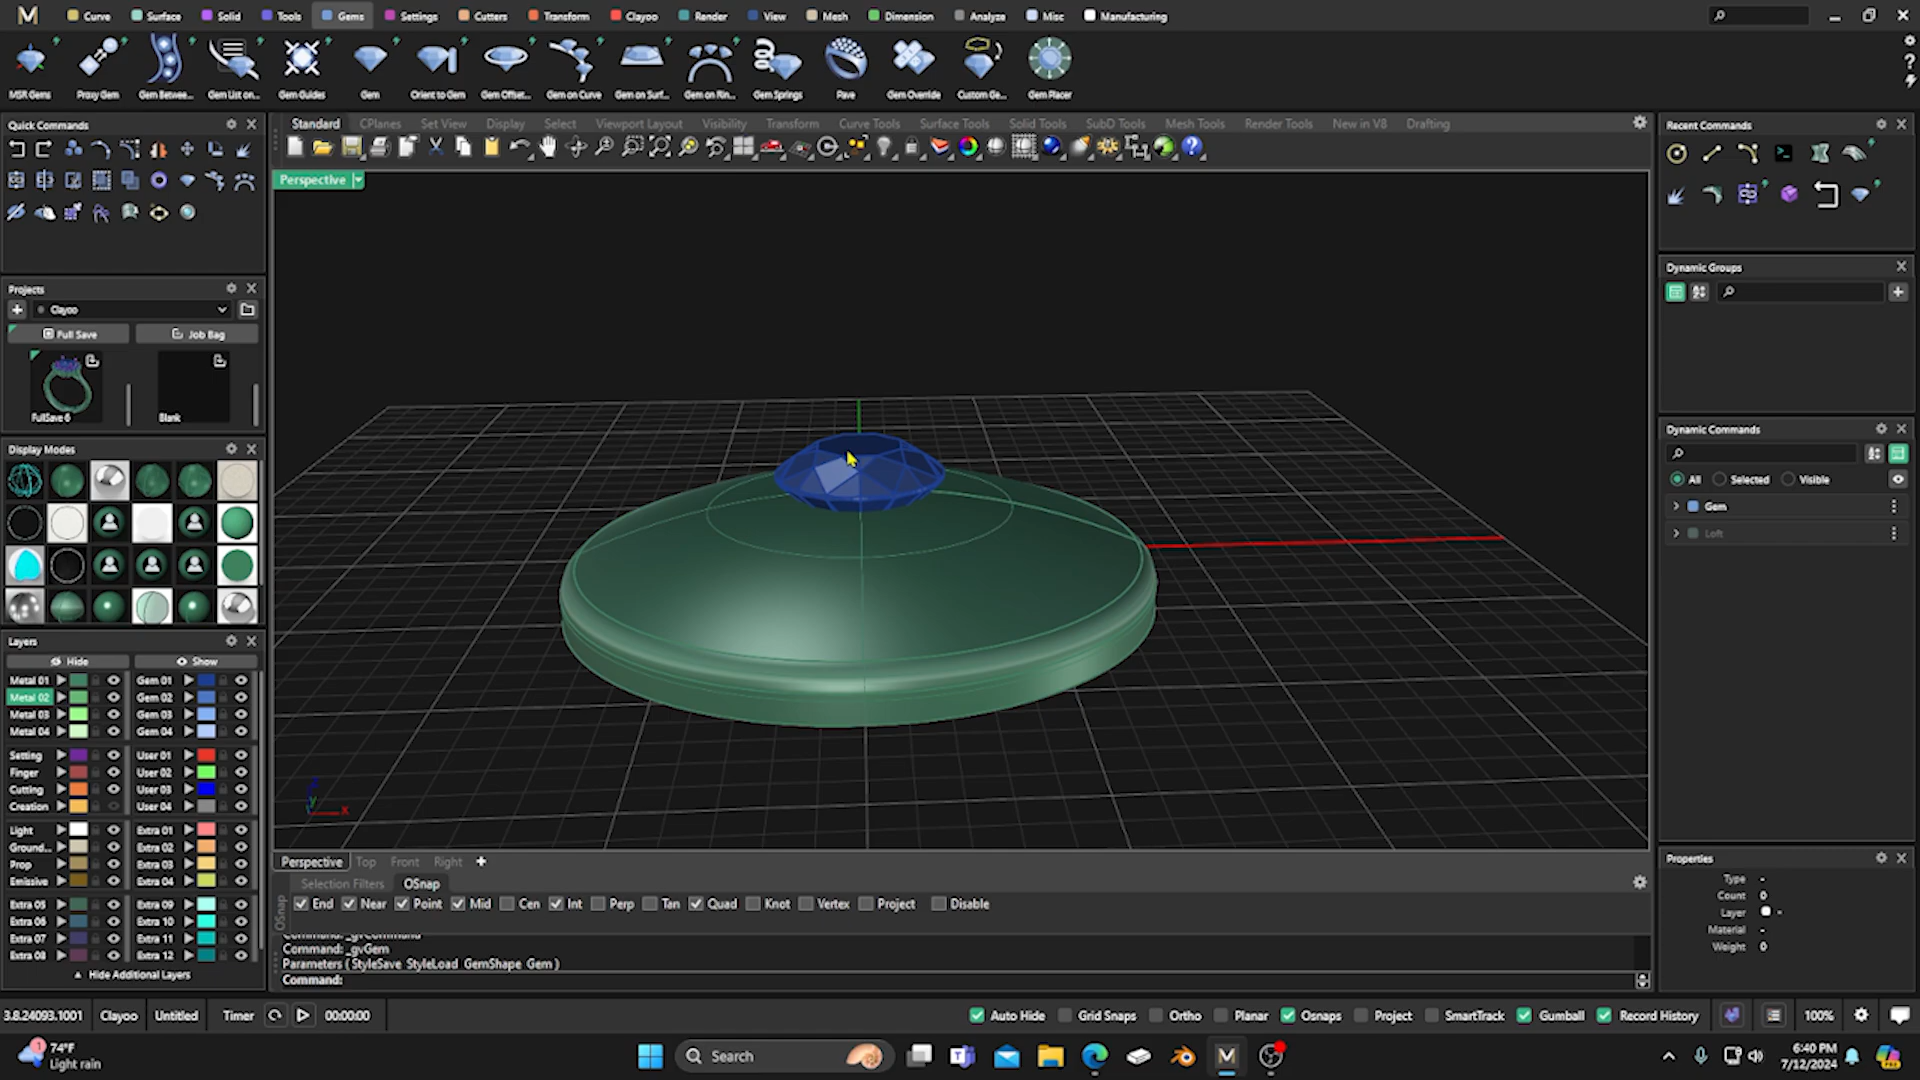 Curve Surface Solid Tools Gems Settings Cutters Transform Clayoo Render View Mesh Dimension Analyze Misc Manufacturing
MSR Gems Proxy Gem Gem Betwee... Gem List on... Gem Guides Gem Orient to Gem Gem Offset... Gem on Curve Gem on Surf... Gem on Rin... Gem Springs Pave Gem Override Custom Ge... Gem Placer
Quick Commands
Standard CPlanes Set View Display Select Viewport Layout Visibility Transform Curve Tools Surface Tools Solid Tools SubD Tools Mesh Tools Render Tools New in V8 Drafting
Recent Commands
Perspective
Dynamic Groups
Projects
Clayoo
Full Save Job Bag
FullSave 6 Blank
Dynamic Commands
Display Modes
All Selected Visible
Gem
Loft
Layers
Hide Show
Metal 01 Gem 01
Metal 02 Gem 02
Metal 03 Gem 03
Metal 04 Gem 04
Setting User 01
Finger User 02
Cutting User 03
Creation User 04
Light Extra 01
Ground... Extra 02
Prop Extra 03
Emissive Extra 04
Extra 05 Extra 09
Extra 06 Extra 10
Extra 07 Extra 11
Extra 08 Extra 12
Hide Additional Layers
z
y
x
Perspective Top Front Right
Selection Filters OSnap
OSnap
End Near Point Mid Cen Int Perp Tan Quad Knot Vertex Project Disable
Command: _gvCommand
Command: _gvGem
Parameters ( StyleSave StyleLoad GemShape Gem )
Command:
Properties
Type -
Count 0
Layer -
Material -
Weight 0
3.8.24093.1001 Clayoo Untitled Timer 00:00:00 Auto Hide Grid Snaps Ortho Planar Osnaps Project SmartTrack Gumball Record History 100%
1
74°F
Light rain
Search
6:40 PM
7/12/2024